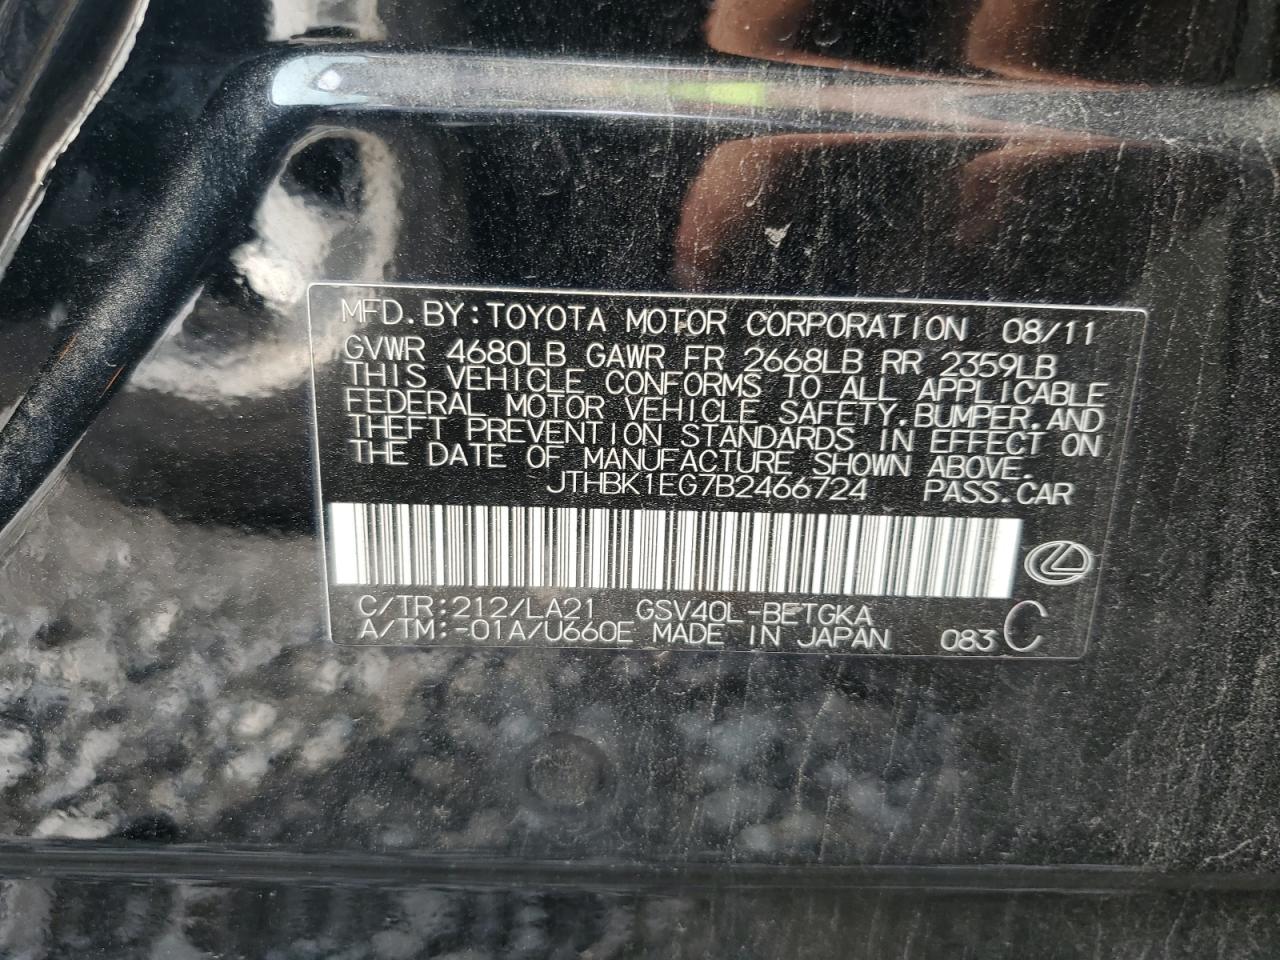 MFD.BY:TOYOTA MOTOR CORPORATION 08/11
GVWR 4680LB GAWR FR 2668LB RR 2359LB
THIS VEHICLE CONFORMS TO ALL APPLICABLE
FEDERAL MOTOR VEHICLE SAFETY,BUMPER,AND
THEFT PREVENTION STANDARDS IN EFFECT ON
THE DATE OF MANUFACTURE SHOWN ABOVE.
JTHBK1EG7B2466724 PASS.CAR
C/TR:212/LA21 GSV40L-BETGKA
A/TM:-01A/U660E MADE IN JAPAN 083 C